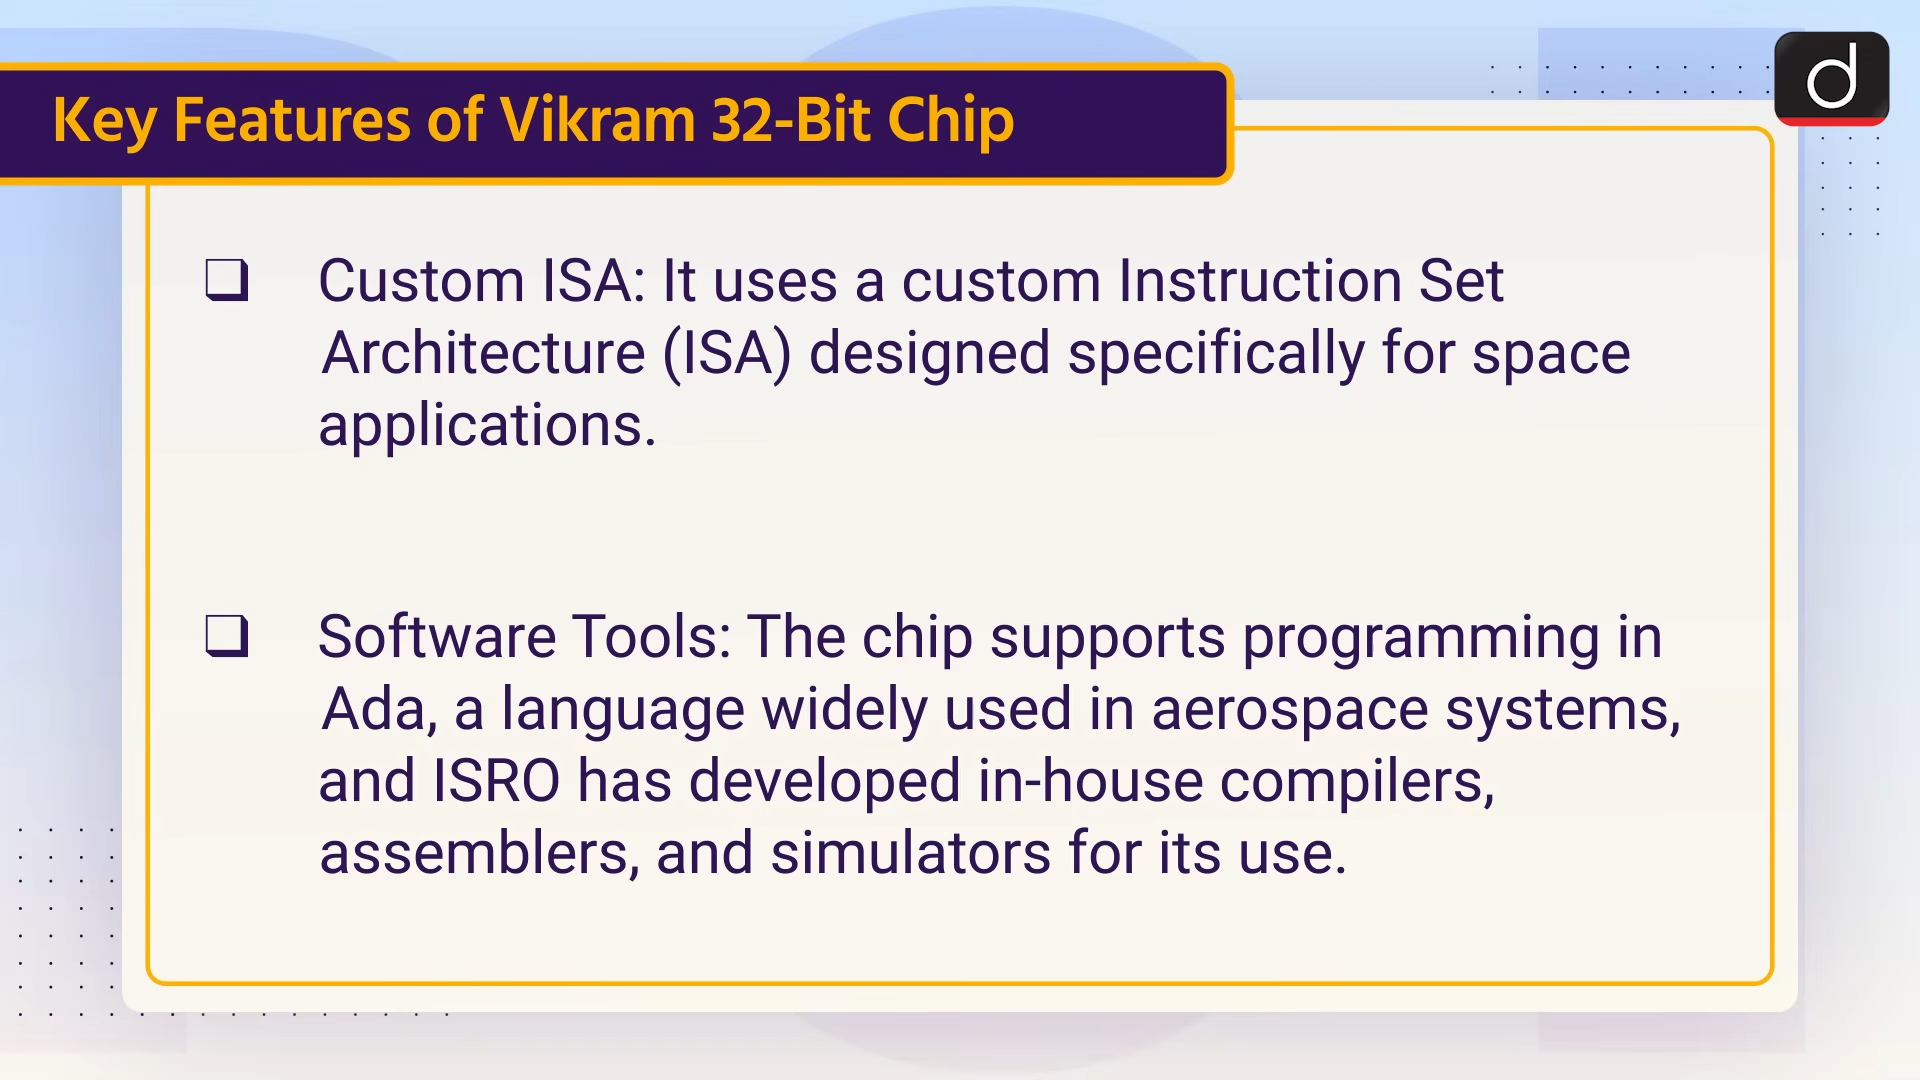 Key Features of Vikram 32-Bit Chip
d
❑ Custom ISA: It uses a custom Instruction Set
Architecture (ISA) designed specifically for space
applications.
❑ Software Tools: The chip supports programming in
Ada, a language widely used in aerospace systems,
and ISRO has developed in-house compilers,
assemblers, and simulators for its use.